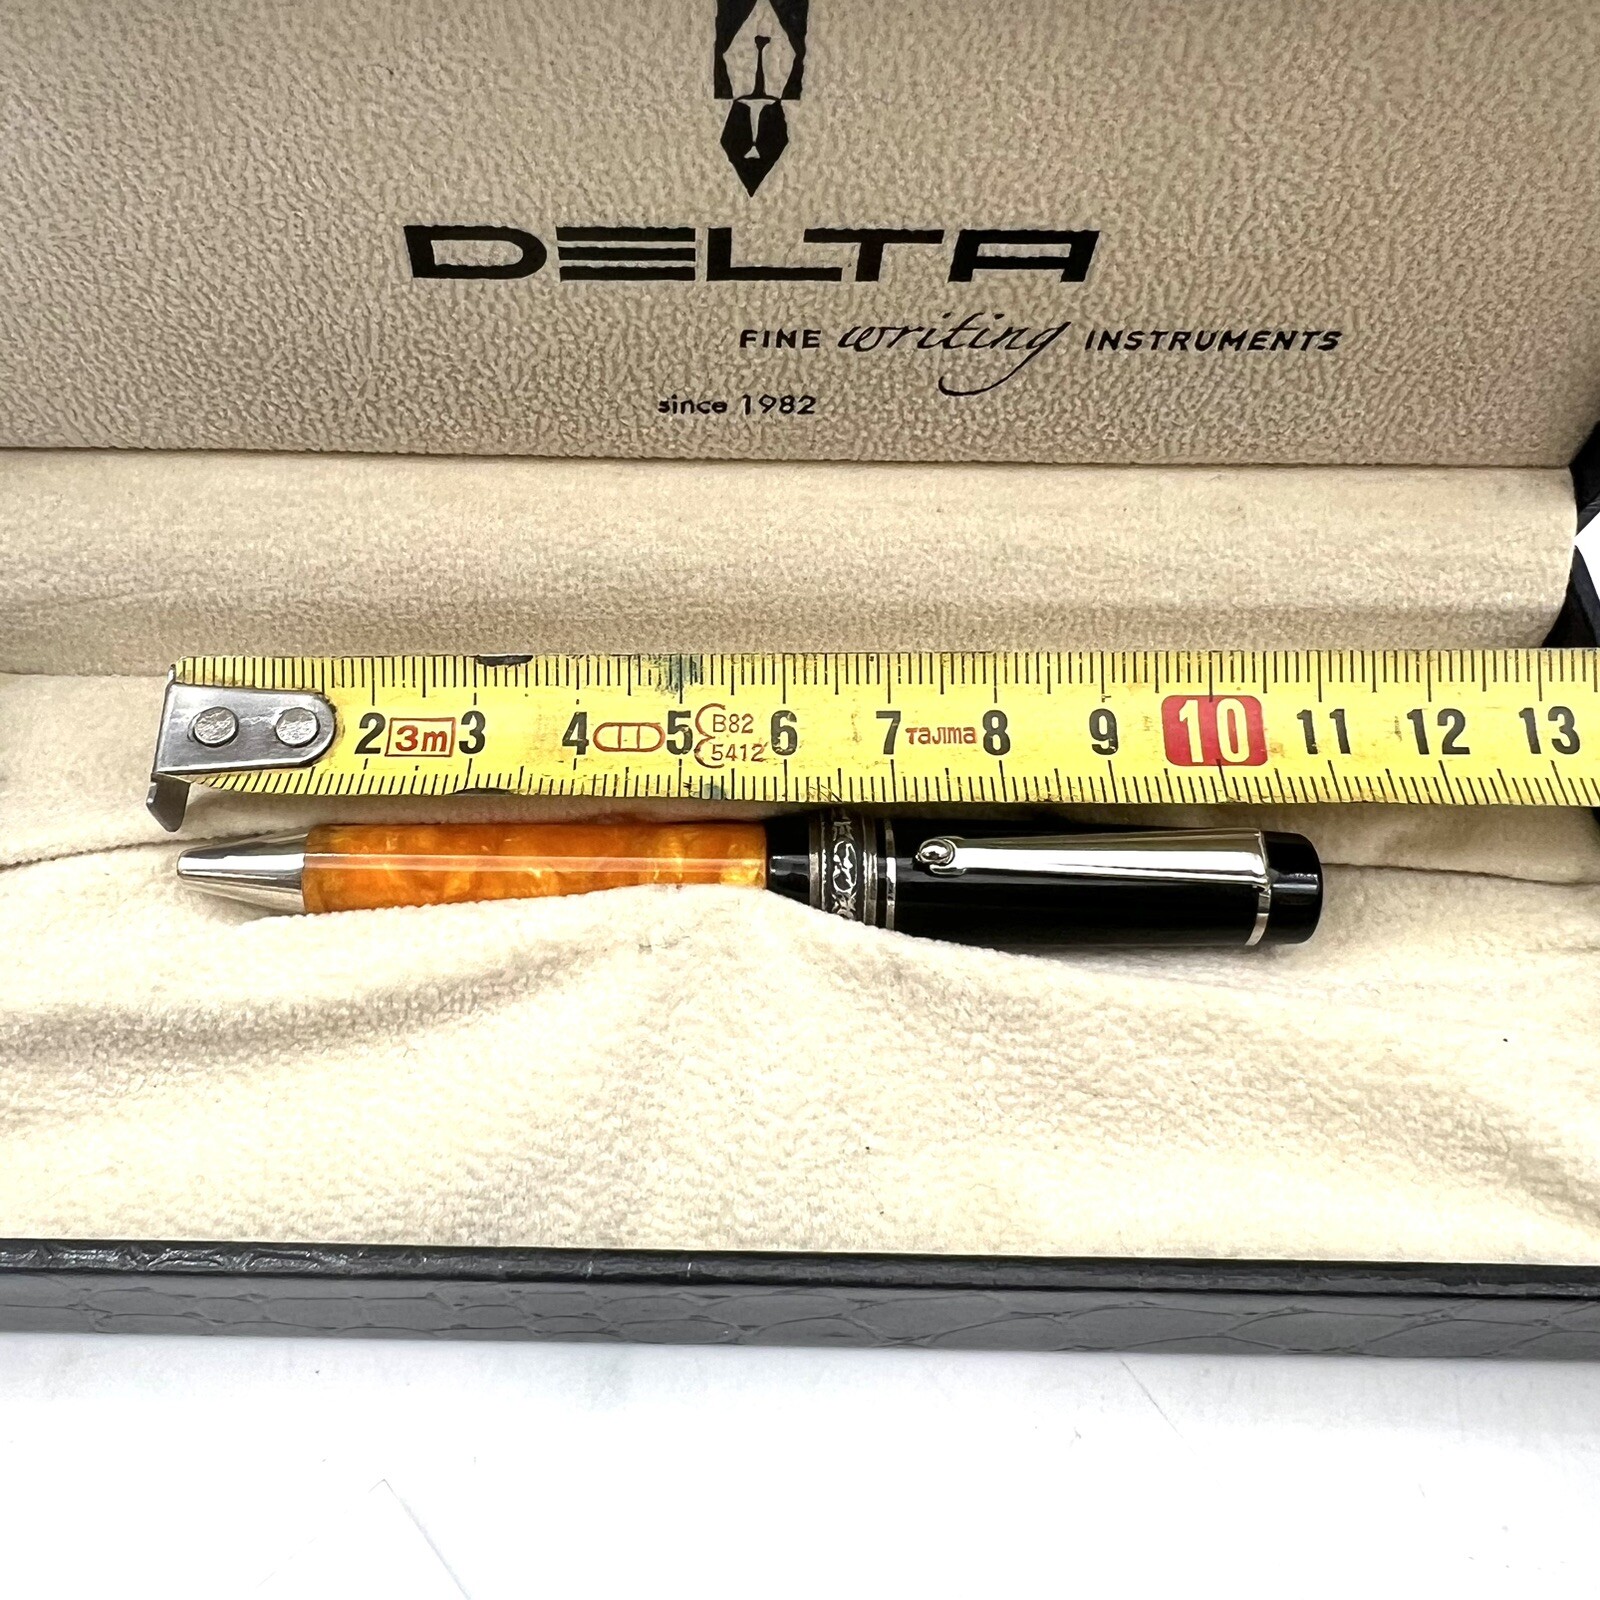 DELTA
FINE writing INSTRUMENTS
since 1982
2 3m 3 4 5 B82 6 7 TAJIMA 8 9 10 11 12 13
5412